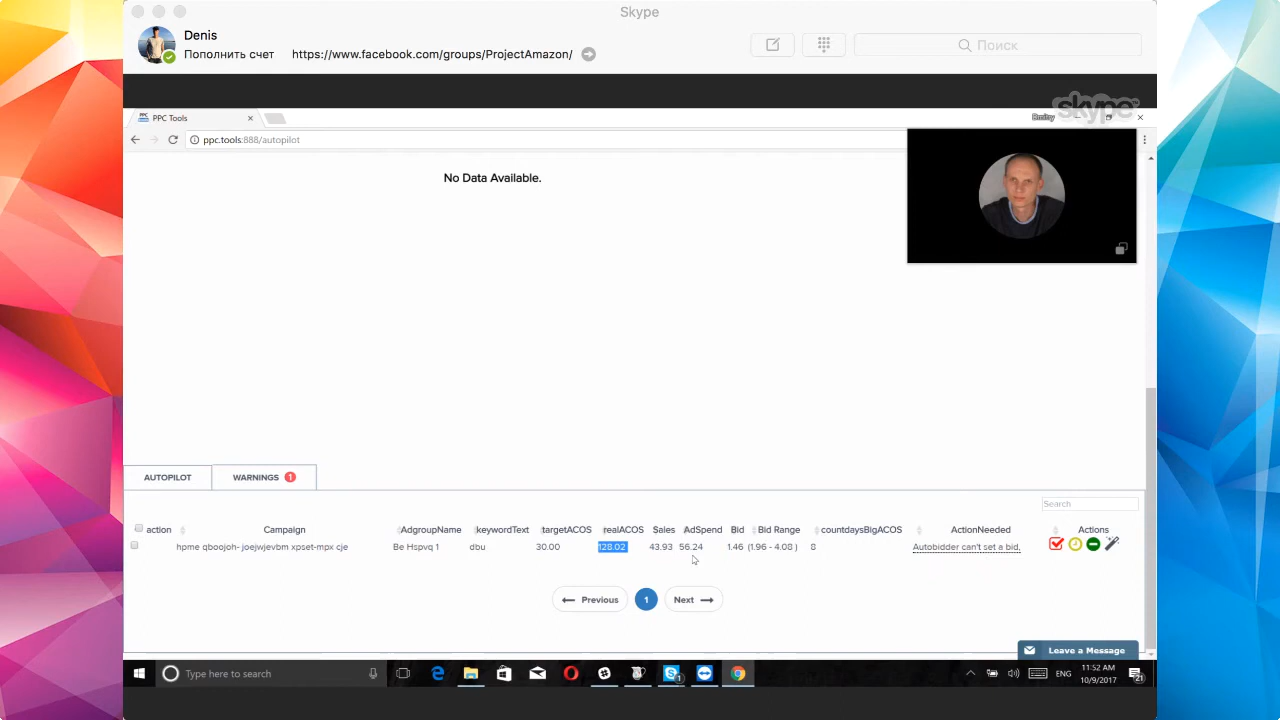 Skype
Denis
Пополнить счет https://www.facebook.com/groups/ProjectAmazon/
Поиск
skype
PPC Tools
ppc.tools:888/autopilot
No Data Available.
AUTOPILOT WARNINGS 1
Search
action Campaign AdgroupName keywordText targetACOS realACOS Sales AdSpend Bid Bid Range countdaysBigACOS ActionNeeded Actions
hpme qboojoh- joejwjevbm xpset-mpx cje Be Hspvq 1 dbu 30.00 128.02 43.93 56.24 1.46 (1.96 - 4.08 ) 8 Autobidder can't set a bid,
Previous 1 Next
Leave a Message
Type here to search
ENG
11:52 AM
10/9/2017
21